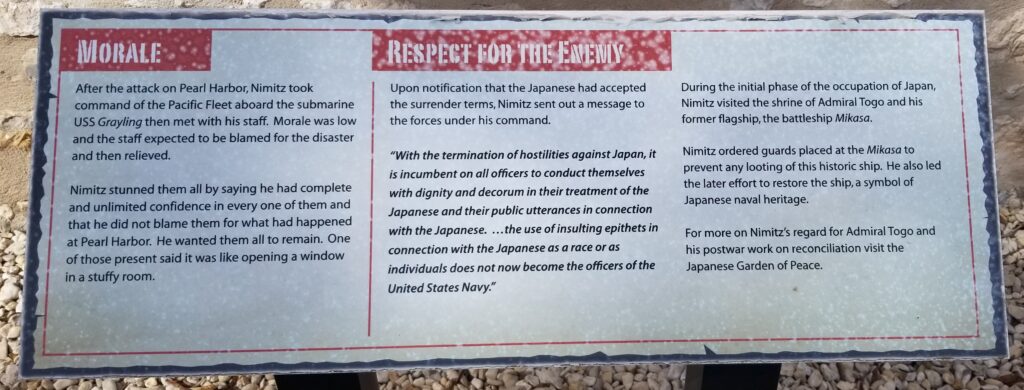 MORALE
After the attack on Pearl Harbor, Nimitz took
command of the Pacific Fleet aboard the submarine
USS Grayling then met with his staff. Morale was low
and the staff expected to be blamed for the disaster
and then relieved.
Nimitz stunned them all by saying he had complete
and unlimited confidence in every one of them and
that he did not blame them for what had happened
at Pearl Harbor. He wanted them all to remain. One
of those present said it was like opening a window
in a stuffy room.
RESPECT FOR THE ENEMY
Upon notification that the Japanese had accepted
the surrender terms, Nimitz sent out a message to
the forces under his command.
“With the termination of hostilities against Japan, it
is incumbent on all officers to conduct themselves
with dignity and decorum in their treatment of the
Japanese and their public utterances in connection
with the Japanese. …the use of insulting epithets in
connection with the Japanese as a race or as
individuals does not now become the officers of the
United States Navy.”
During the initial phase of the occupation of Japan,
Nimitz visited the shrine of Admiral Togo and his
former flagship, the battleship Mikasa.
Nimitz ordered guards placed at the Mikasa to
prevent any looting of this historic ship. He also led
the later effort to restore the ship, a symbol of
Japanese naval heritage.
For more on Nimitz’s regard for Admiral Togo and
his postwar work on reconciliation visit the
Japanese Garden of Peace.